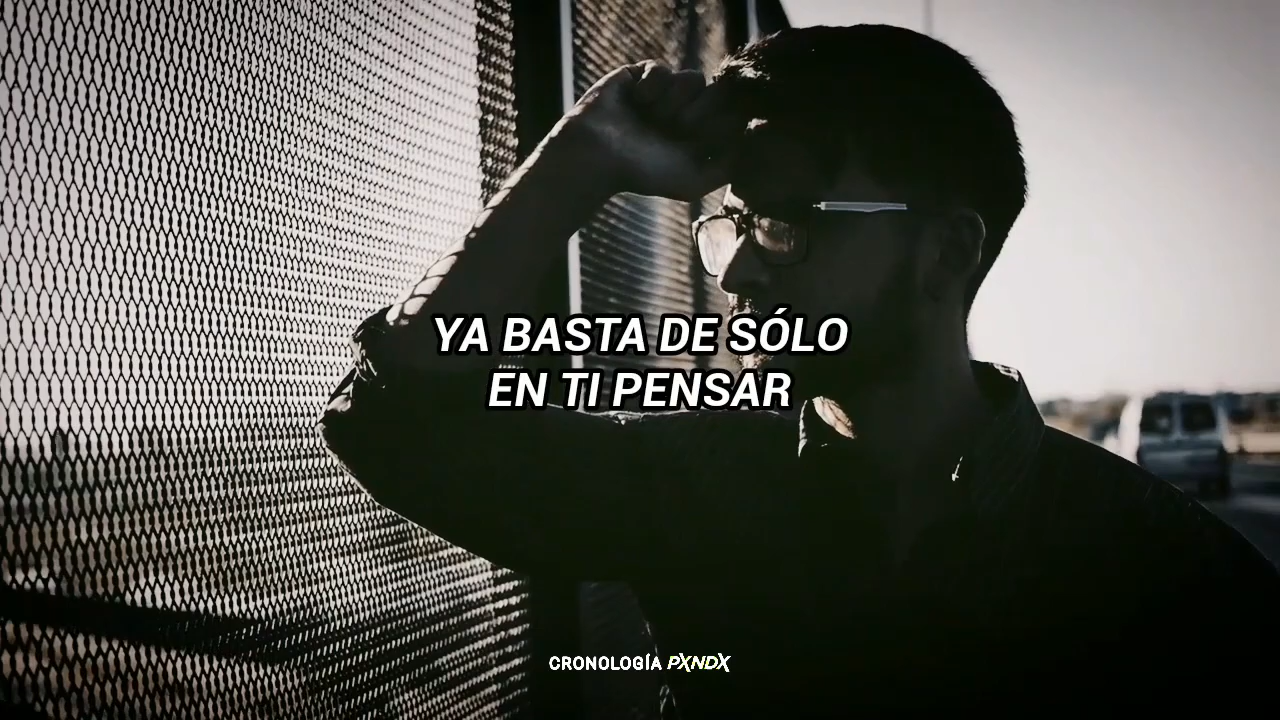 YA BASTA DE SÓLO
EN TI PENSAR
CRONOLOGÍA PXNDX